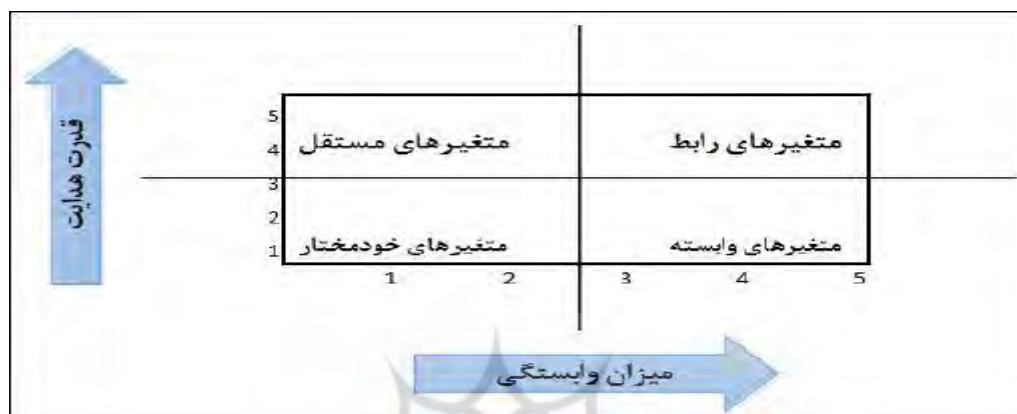 قدرت هدایت
5
4
3
2
1
متغیرهای رابط
متغیرهای مستقل
متغیرهای وابسته
متغیرهای خودمختار
1 2 3 4 5
میزان وابستگی